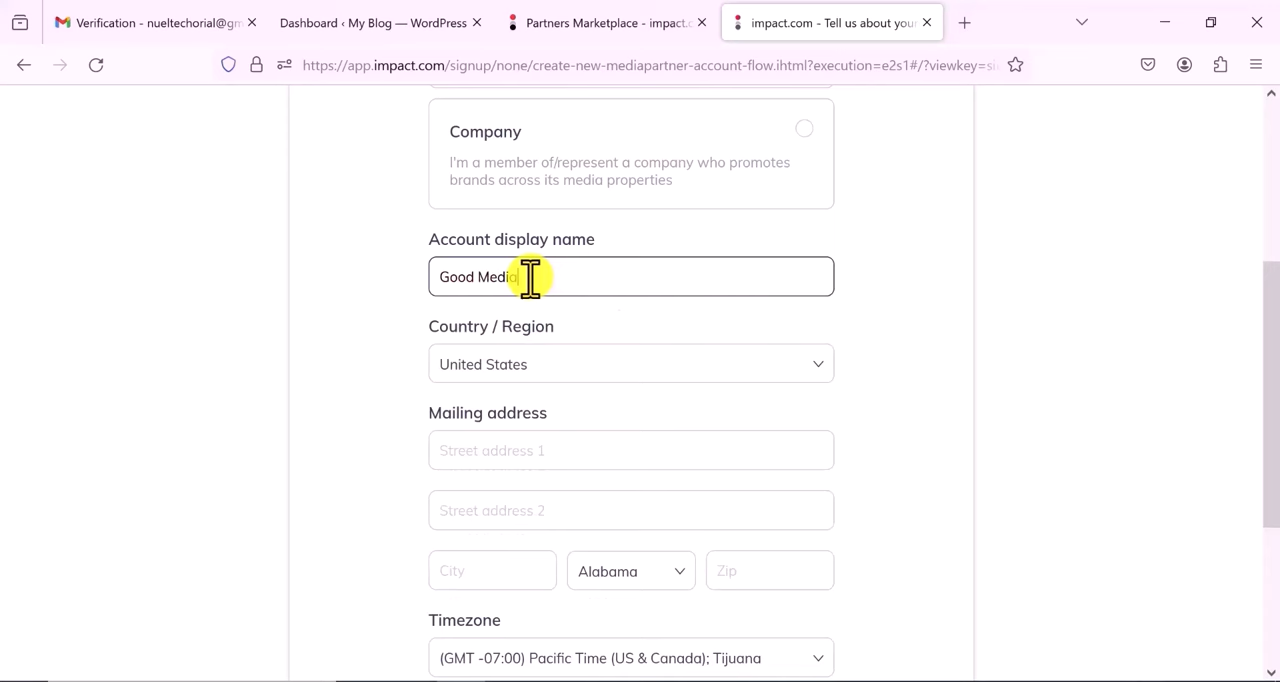 Verification - nueltechorial@gm
Dashboard ‹ My Blog — WordPress
Partners Marketplace - impact.c
impact.com - Tell us about your
https://app.impact.com/signup/none/create-new-mediapartner-account-flow.ihtml?execution=e2s1#/?viewkey=si
Company
I'm a member of/represent a company who promotes
brands across its media properties
Account display name
Good Media
Country / Region
United States
Mailing address
Street address 1
Street address 2
City
Alabama
Zip
Timezone
(GMT -07:00) Pacific Time (US & Canada); Tijuana